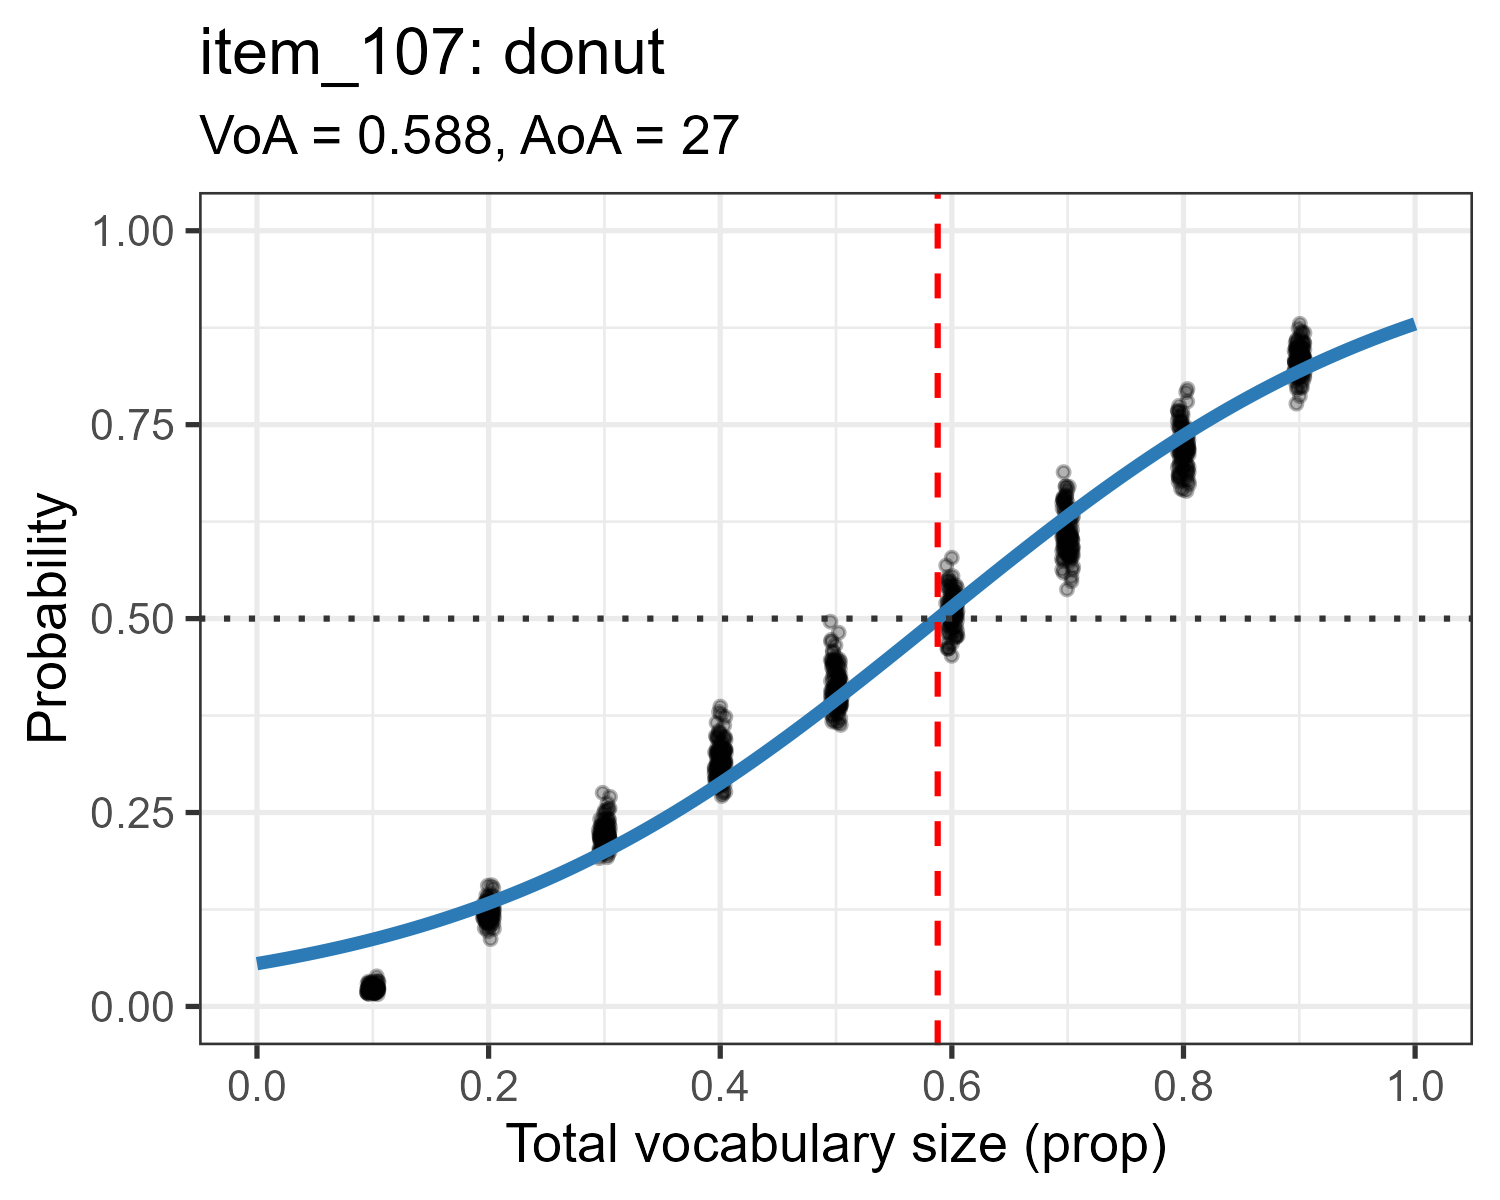 item_107: donut
VoA = 0.588, AoA = 27
1.00
0.75
0.50
0.25
0.00
Probability
0.0 0.2 0.4 0.6 0.8 1.0
Total vocabulary size (prop)